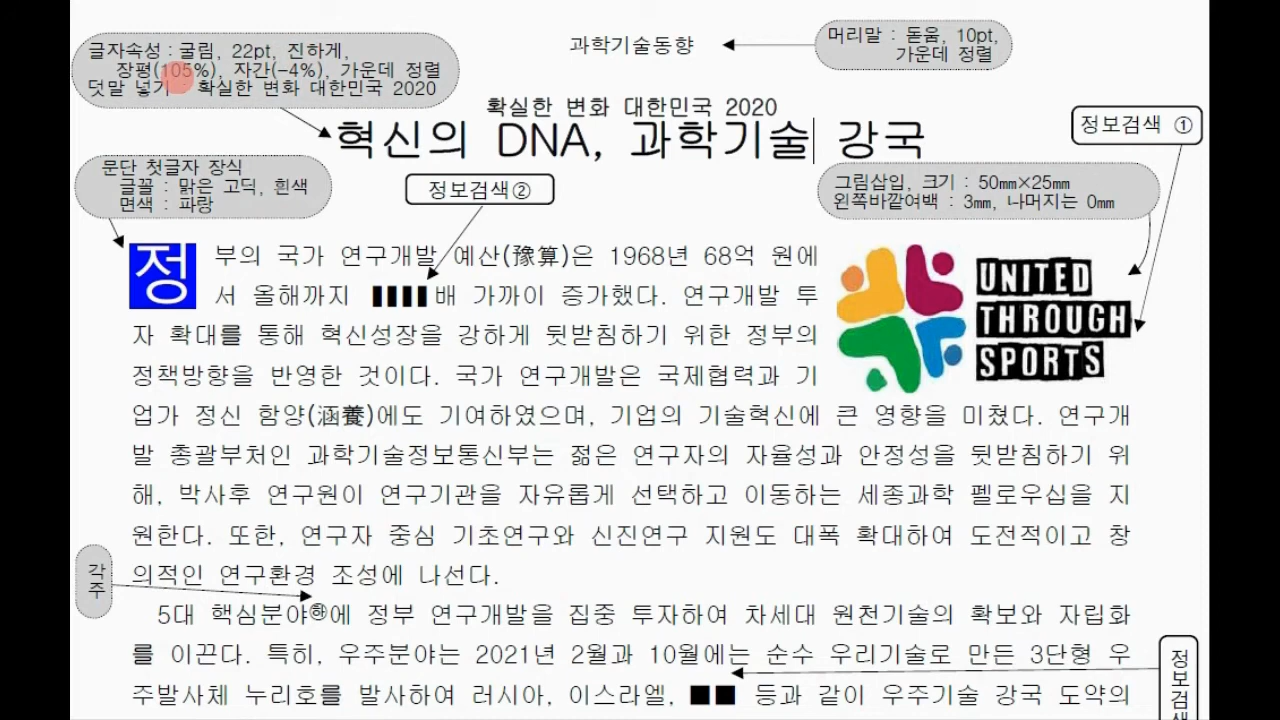 글자속성 : 굴림, 22pt, 진하게,
장평(105%), 자간(-4%), 가운데 정렬
덧말 넣기 : 확실한 변화 대한민국 2020
과학기술동향
머리말 : 돋움, 10pt,
가운데 정렬
확실한 변화 대한민국 2020
혁신의 DNA, 과학기술 강국
정보검색 ①
문단 첫글자 장식
글꼴 : 맑은 고딕, 흰색
면색 : 파랑
정보검색②
그림삽입, 크기 : 50㎜×25㎜
왼쪽바깥여백 : 3㎜, 나머지는 0㎜
정부의 국가 연구개발 예산(豫算)은 1968년 68억 원에
서 올해까지 ▮▮▮▮배 가까이 증가했다. 연구개발 투
자 확대를 통해 혁신성장을 강하게 뒷받침하기 위한 정부의
정책방향을 반영한 것이다. 국가 연구개발은 국제협력과 기
UNITED
THROUGH
SPORTS
업가 정신 함양(涵養)에도 기여하였으며, 기업의 기술혁신에 큰 영향을 미쳤다. 연구개
발 총괄부처인 과학기술정보통신부는 젊은 연구자의 자율성과 안정성을 뒷받침하기 위
해, 박사후 연구원이 연구기관을 자유롭게 선택하고 이동하는 세종과학 펠로우십을 지
원한다. 또한, 연구자 중심 기초연구와 신진연구 지원도 대폭 확대하여 도전적이고 창
의적인 연구환경 조성에 나선다.
각주
5대 핵심분야㉻에 정부 연구개발을 집중 투자하여 차세대 원천기술의 확보와 자립화
를 이끈다. 특히, 우주분야는 2021년 2월과 10월에는 순수 우리기술로 만든 3단형 우
주발사체 누리호를 발사하여 러시아, 이스라엘, ■■ 등과 같이 우주기술 강국 도약의
정보검